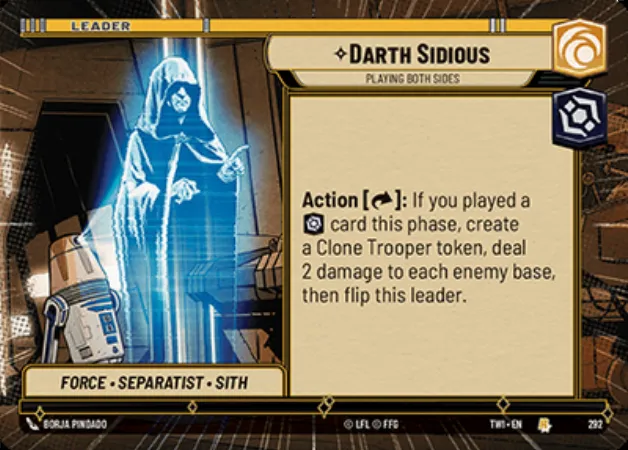 LEADER
DARTH SIDIOUS
PLAYING BOTH SIDES
Action [ ]: If you played a
card this phase, create
a Clone Trooper token, deal
2 damage to each enemy base,
then flip this leader.
FORCE • SEPARATIST • SITH
BORJA PINDADO
© LFL © FFG
TWI • EN
292